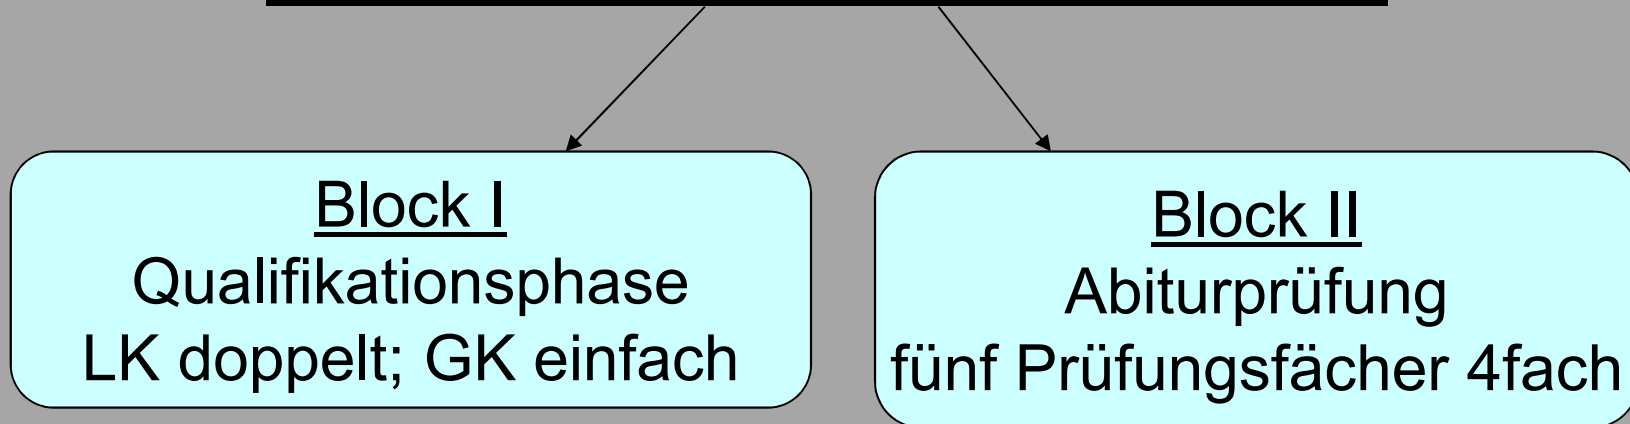 Block I
Qualifikationsphase
LK doppelt; GK einfach
Block II
Abiturprüfung
fünf Prüfungsfächer 4fach